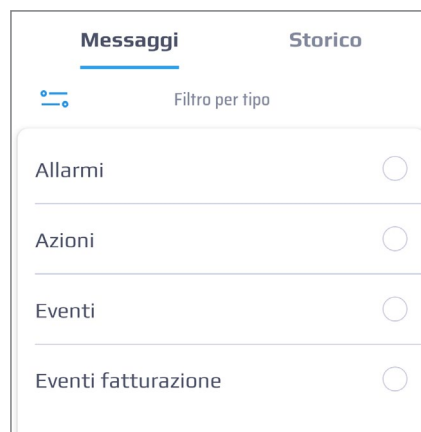 Messaggi Storico
Filtro per tipo
Allarmi
Azioni
Eventi
Eventi fatturazione